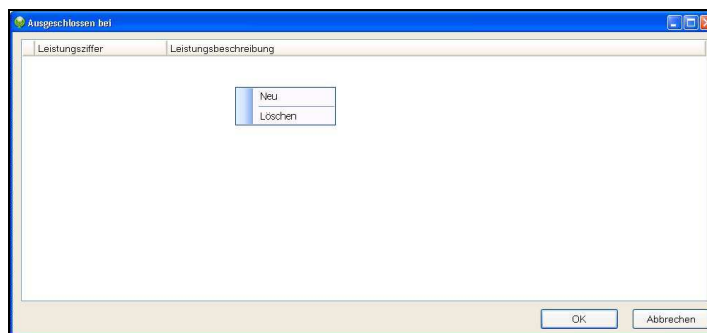 Ausgeschlossen bei
Leistungsziffer Leistungsbeschreibung
Neu
Löschen
OK Abbrechen